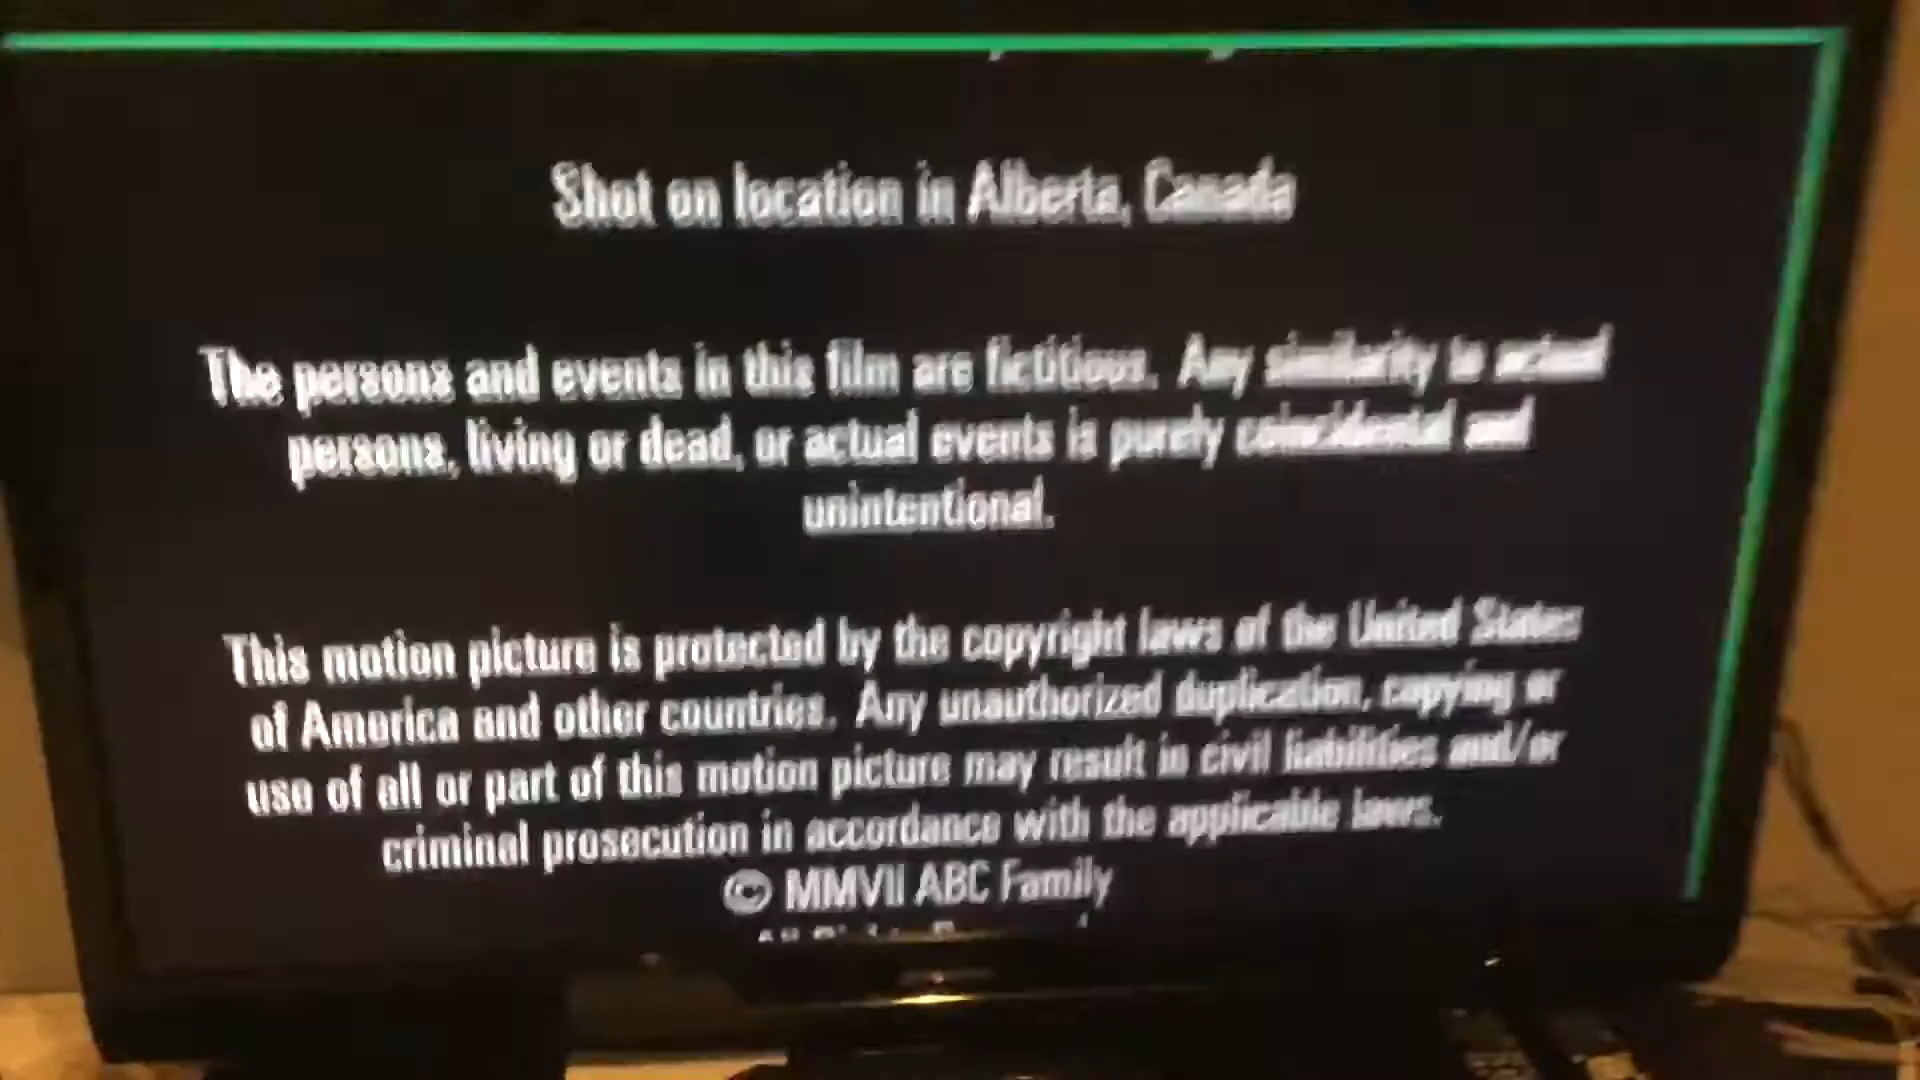 Shot on location in Alberta, Canada
The persons and events in this film are fictitious. Any similarity to actual
persons, living or dead, or actual events is purely coincidental and
unintentional.
This motion picture is protected by the copyright laws of the United States
of America and other countries. Any unauthorized duplication, copying or
use of all or part of this motion picture may result in civil liabilities and/or
criminal prosecution in accordance with the applicable laws.
© MMVII ABC Family